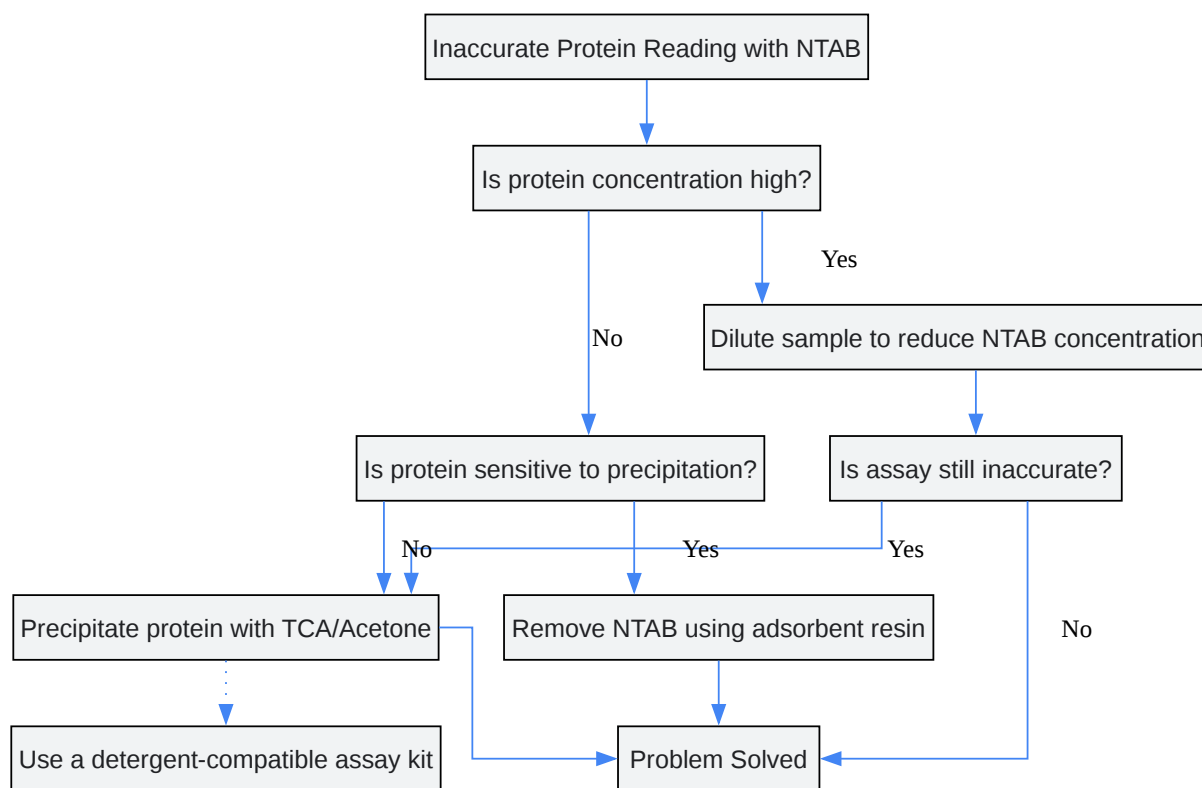 Inaccurate Protein Reading with NTAB
Is protein concentration high?
Yes
Dilute sample to reduce NTAB concentration
No
Is protein sensitive to precipitation?
Is assay still inaccurate?
No
Yes
Yes
Precipitate protein with TCA/Acetone
Remove NTAB using adsorbent resin
No
Use a detergent-compatible assay kit
Problem Solved